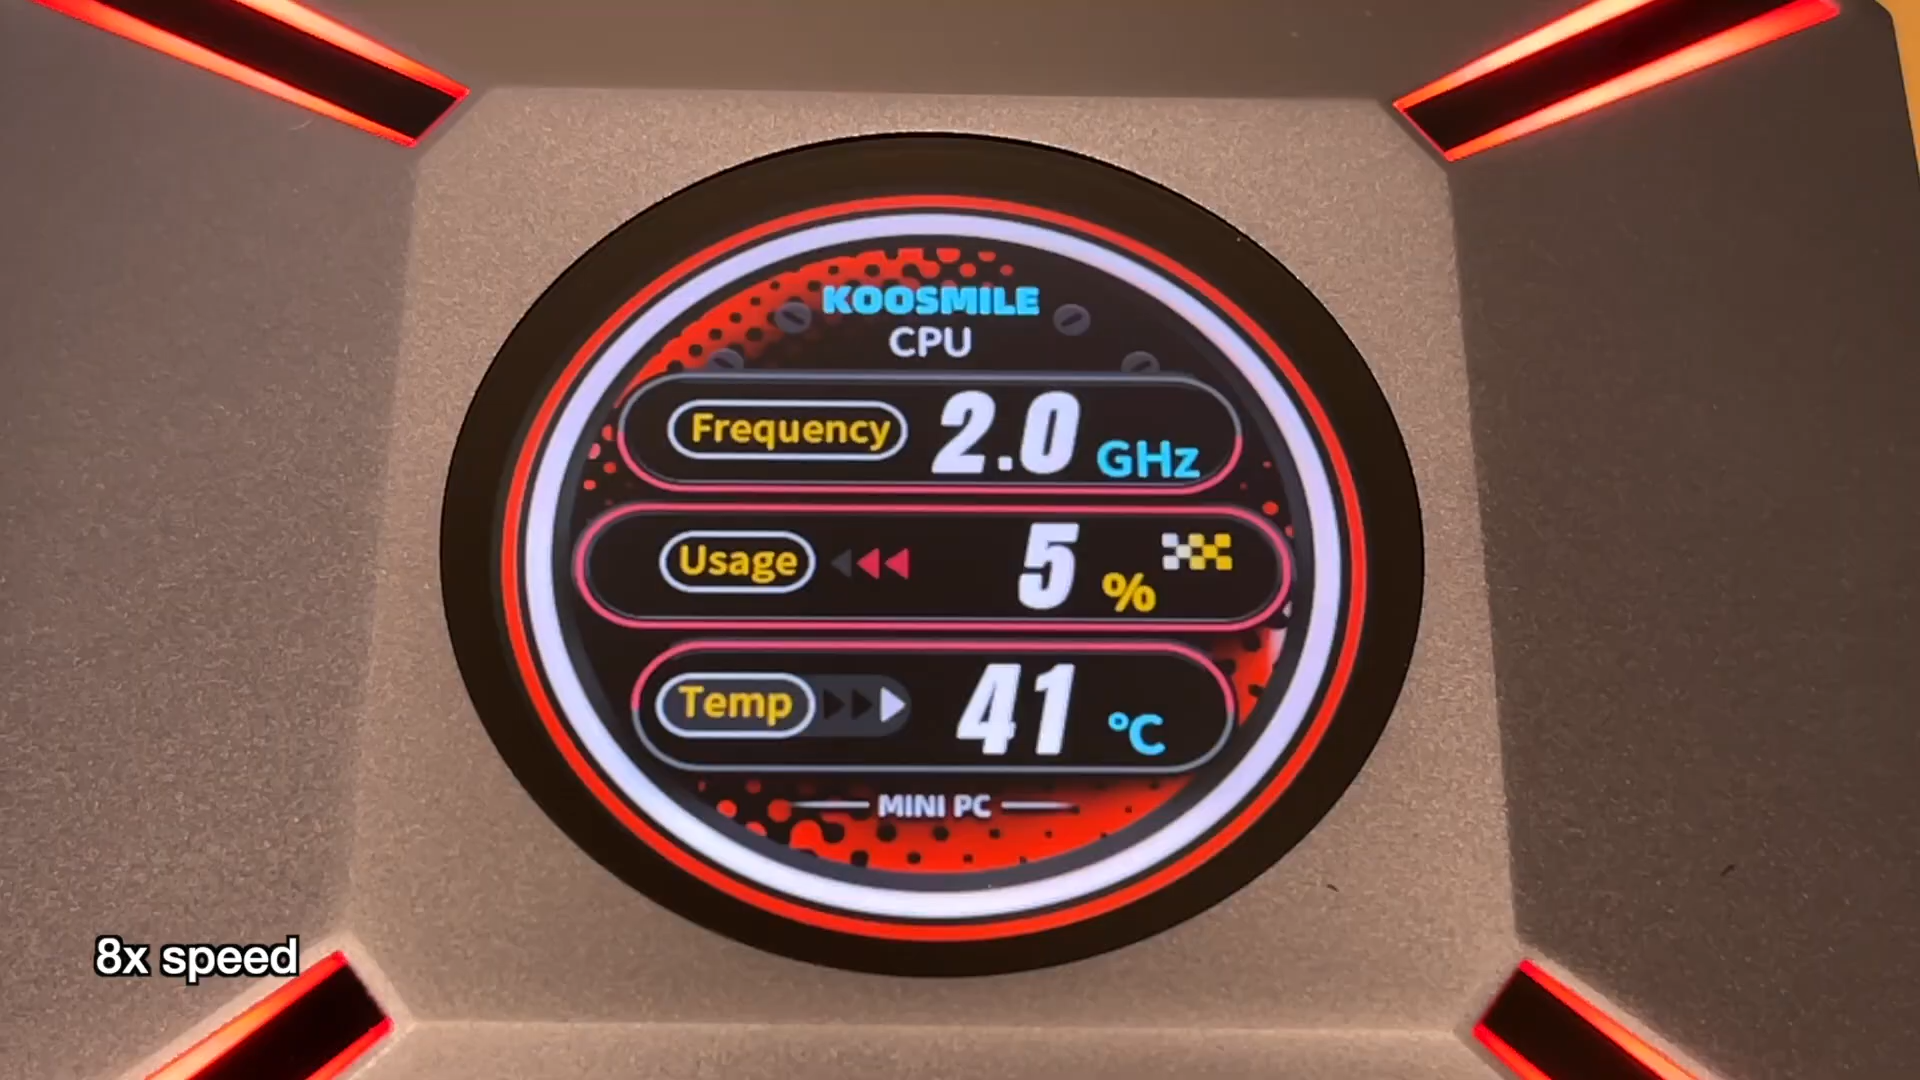 KOOSMILE
CPU
Frequency 2.0 GHz
Usage 5 %
Temp 41 °C
MINI PC
8x speed